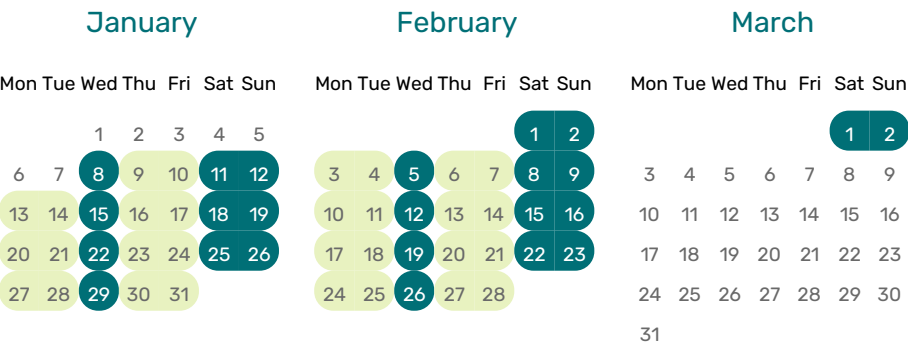 January February March
Mon Tue Wed Thu Fri Sat Sun Mon Tue Wed Thu Fri Sat Sun Mon Tue Wed Thu Fri Sat Sun
1 2 3 4 5 1 2 1 2
6 7 8 9 10 11 12 3 4 5 6 7 8 9 3 4 5 6 7 8 9
13 14 15 16 17 18 19 10 11 12 13 14 15 16 10 11 12 13 14 15 16
20 21 22 23 24 25 26 17 18 19 20 21 22 23 17 18 19 20 21 22 23
27 28 29 30 31 24 25 26 27 28 24 25 26 27 28 29 30
31